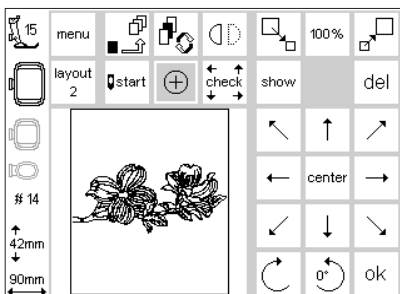 15
menu
100%
layout
2
start
check
show
del
center
# 14
42mm
90mm
0°
ok